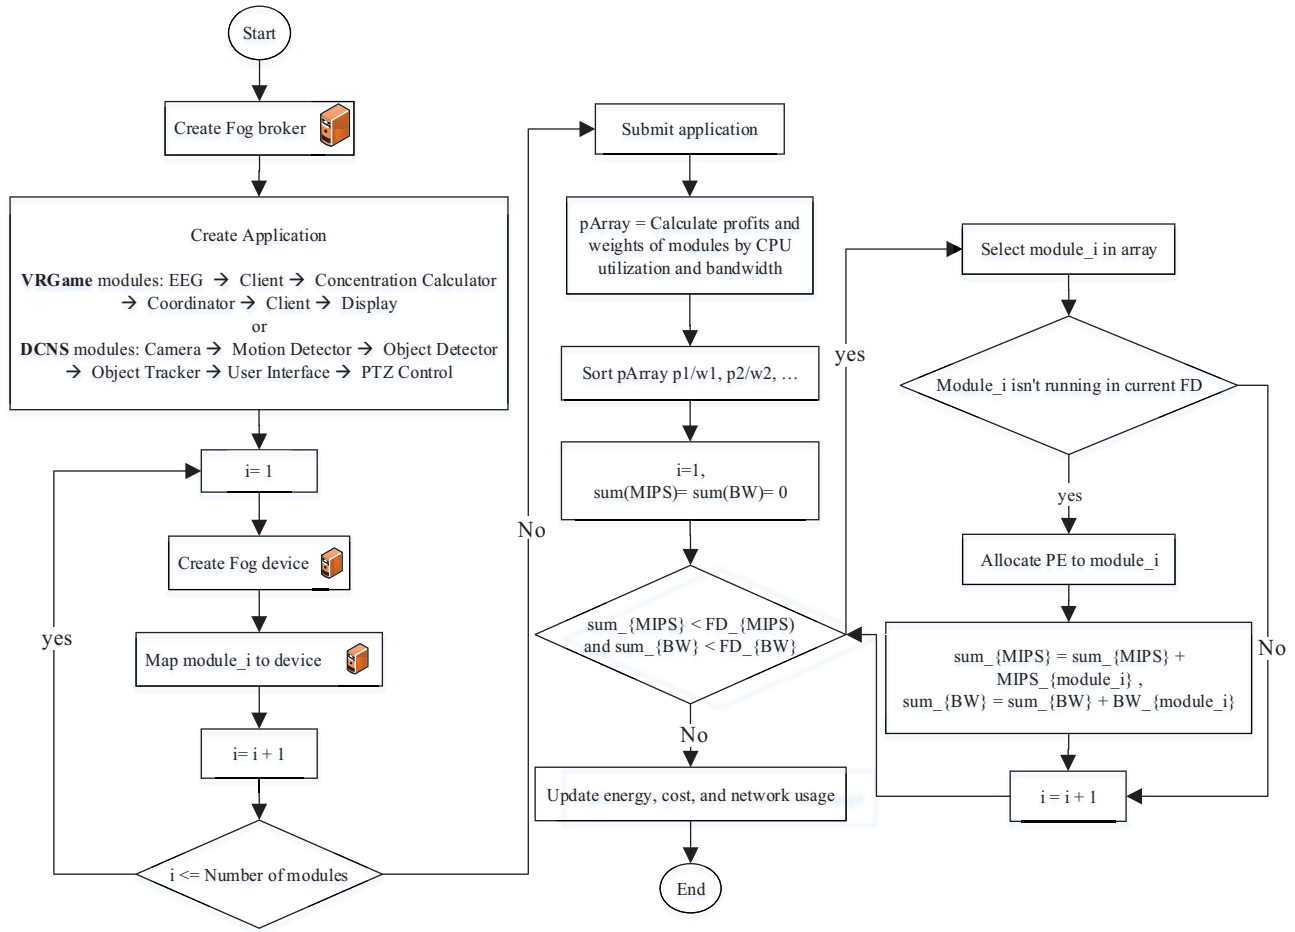 Start
Create Fog broker
Create Application
VRGame modules: EEG → Client → Concentration Calculator
→ Coordinator → Client → Display
or
DCNS modules: Camera → Motion Detector → Object Detector
→ Object Tracker → User Interface → PTZ Control
i= 1
Create Fog device
yes
Map module_i to device
i= i + 1
i <= Number of modules
No
Submit application
pArray = Calculate profits and
weights of modules by CPU
utilization and bandwidth
Sort pArray p1/w1, p2/w2, …
i=1,
sum(MIPS)= sum(BW)= 0
sum_{MIPS} < FD_{MIPS)
and sum_{BW} < FD_{BW}
yes
No
Update energy, cost, and network usage
End
Select module_i in array
Module_i isn't running in current FD
yes
No
Allocate PE to module_i
sum_{MIPS} = sum_{MIPS} +
MIPS_{module_i} ,
sum_{BW} = sum_{BW} + BW_{module_i}
i = i + 1